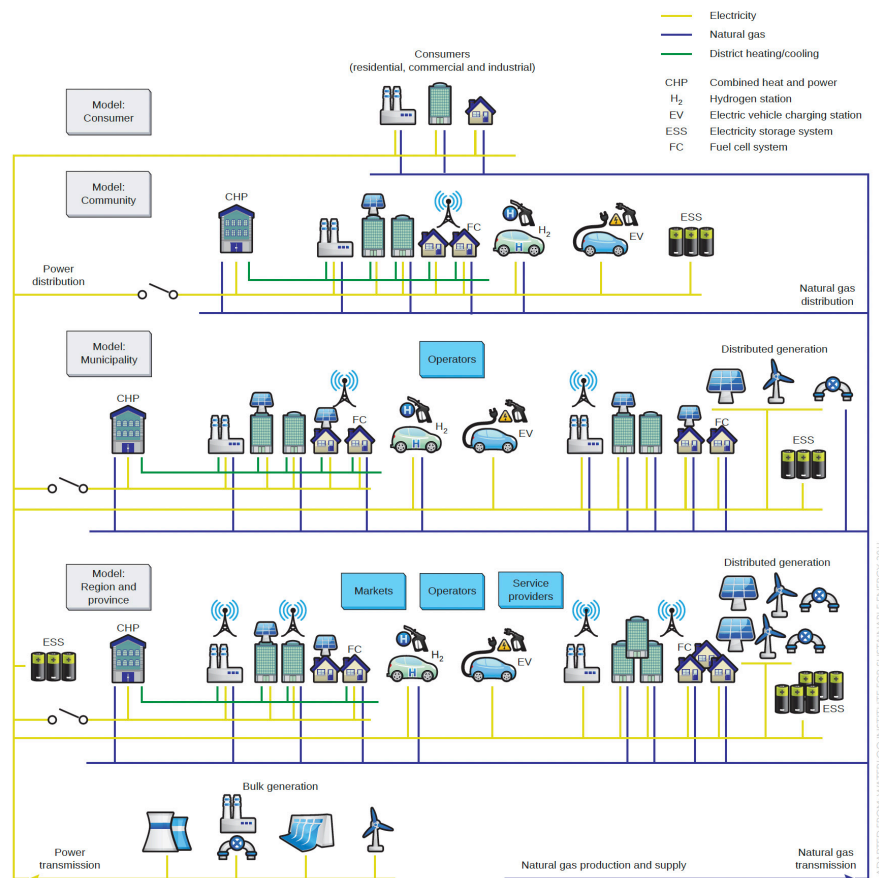 Electricity
Natural gas
District heating/cooling
CHP Combined heat and power
H2 Hydrogen station
EV Electric vehicle charging station
ESS Electricity storage system
FC Fuel cell system
Consumers
(residential, commercial and industrial)
Model:
Consumer
Model:
Community
CHP
FC
H
H
H2
EV
ESS
Power
distribution
Natural gas
distribution
Model:
Municipality
Operators
Distributed generation
CHP
FC
H
H
H2
EV
FC
ESS
Model:
Region and
province
Markets
Operators
Service
providers
Distributed generation
ESS
CHP
FC
H
H
H2
EV
FC
ESS
Bulk generation
Power
transmission
Natural gas production and supply
Natural gas
transmission